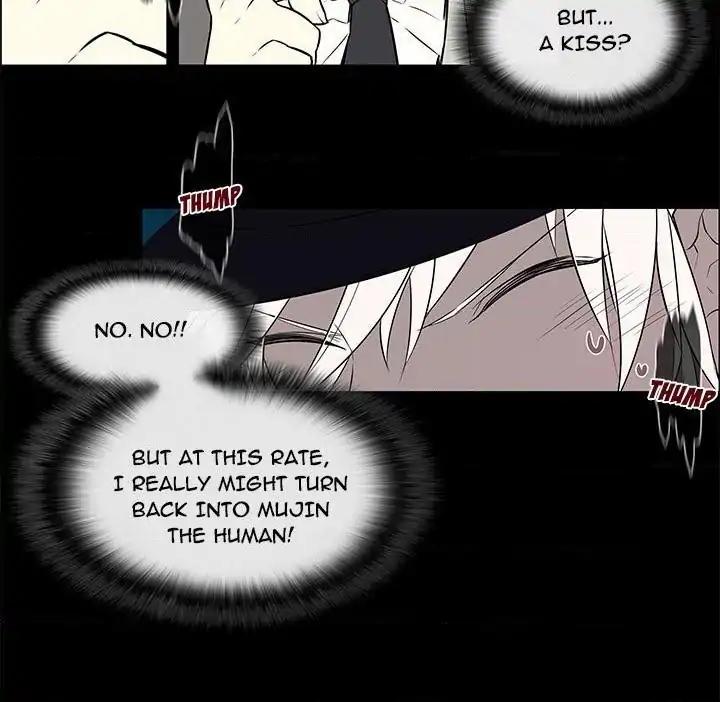 BUT...
A KISS?
THUMP
NO. NO!!
THUMP
BUT AT THIS RATE,
I REALLY MIGHT TURN
BACK INTO MUJIN
THE HUMAN!